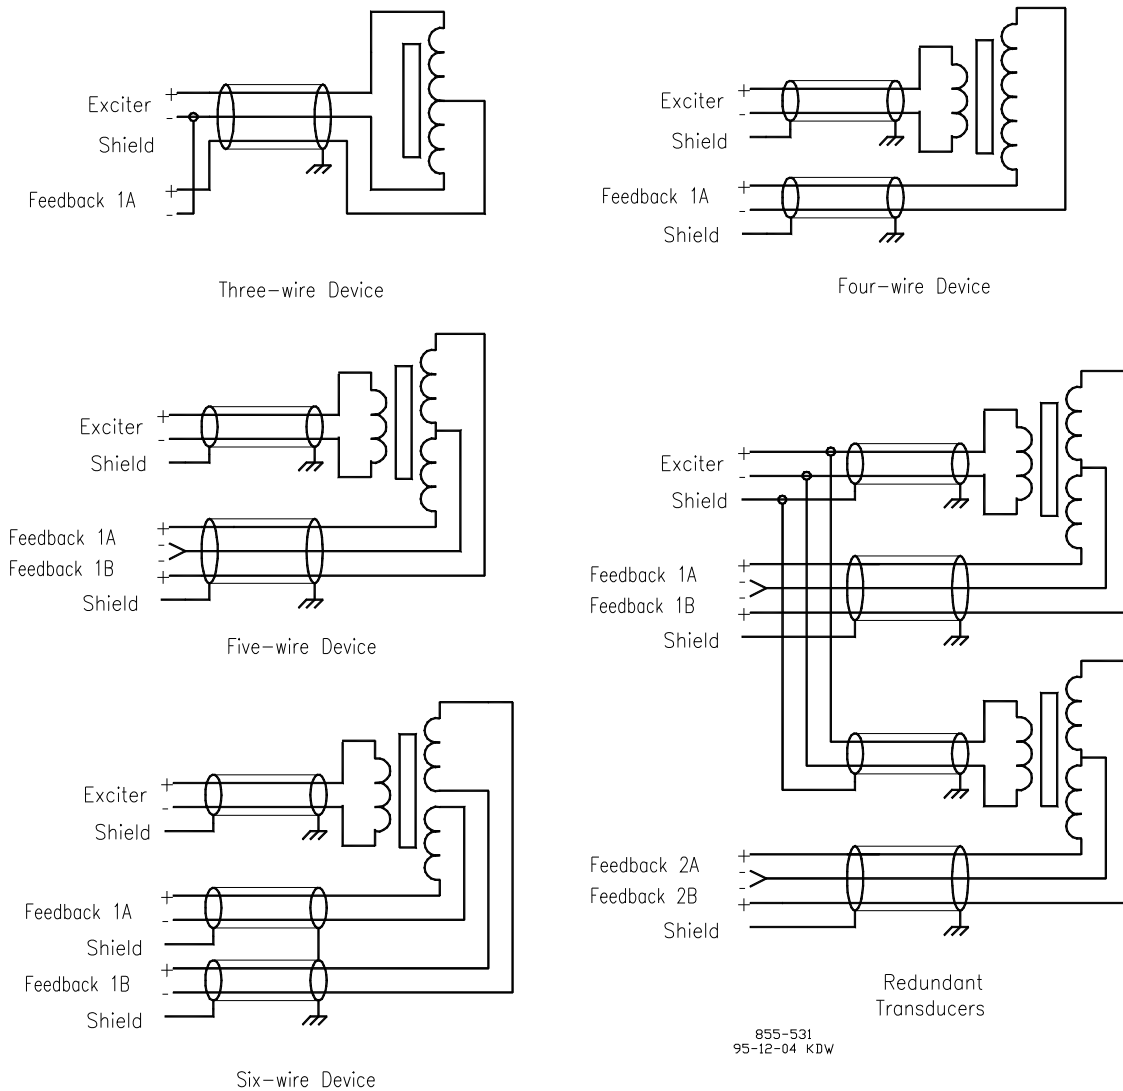 +
Exciter
-
Shield
+
Feedback 1A
-
Three-wire Device
+
Exciter
-
Shield
+
Feedback 1A
-
Shield
Four-wire Device
+
Exciter
-
Shield
+
Feedback 1A
-
-
Feedback 1B
+
Shield
Five-wire Device
+
Exciter
-
Shield
+
Feedback 1A
-
Shield
+
Feedback 1B
-
Shield
Six-wire Device
+
Exciter
-
Shield
+
Feedback 1A
-
-
Feedback 1B
+
Shield
+
Feedback 2A
-
-
Feedback 2B
+
Shield
Redundant
Transducers
855-531
95-12-04 KDW